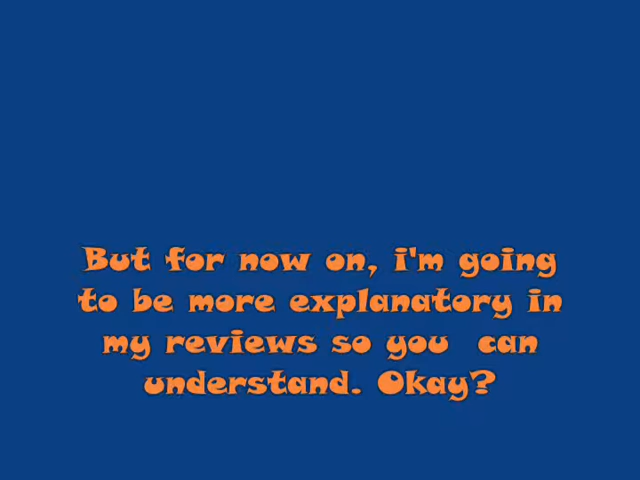 But for now on, i'm going
to be more explanatory in
my reviews so you  can
understand. Okay?